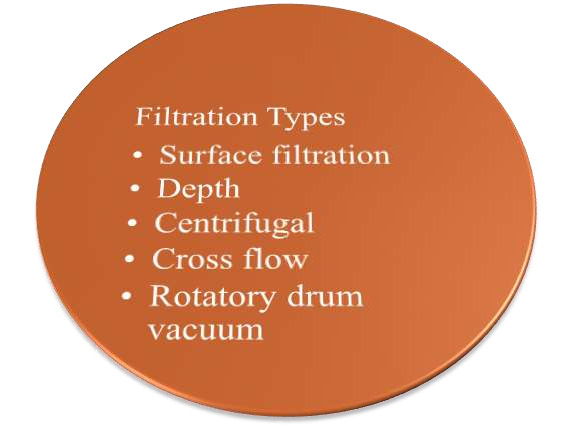 Filtration Types
• Surface filtration
• Depth
• Centrifugal
• Cross flow
• Rotatory drum
vacuum